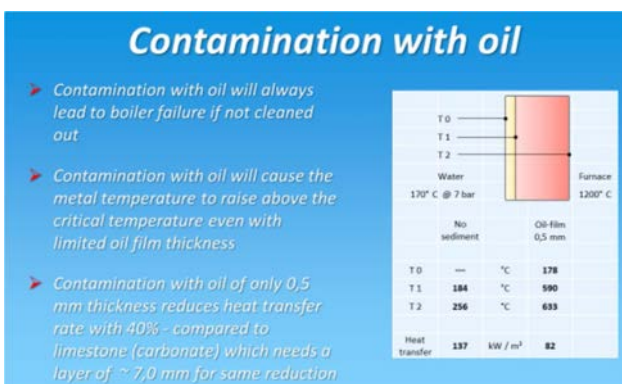 Contamination with oil
Contamination with oil will always
lead to boiler failure if not cleaned
out
Contamination with oil will cause the
metal temperature to raise above the
critical temperature even with
limited oil film thickness
Contamination with oil of only 0,5
mm thickness reduces heat transfer
rate with 40% - compared to
limestone (carbonate) which needs a
layer of ~ 7,0 mm for same reduction
T 0
T 1
T 2
Water Furnace
170° C @ 7 bar 1200° C
No Oil-film
sediment 0,5 mm
T 0 --- °C 178
T 1 184 °C 590
T 2 256 °C 633
Heat
transfer 137 kW / m² 82